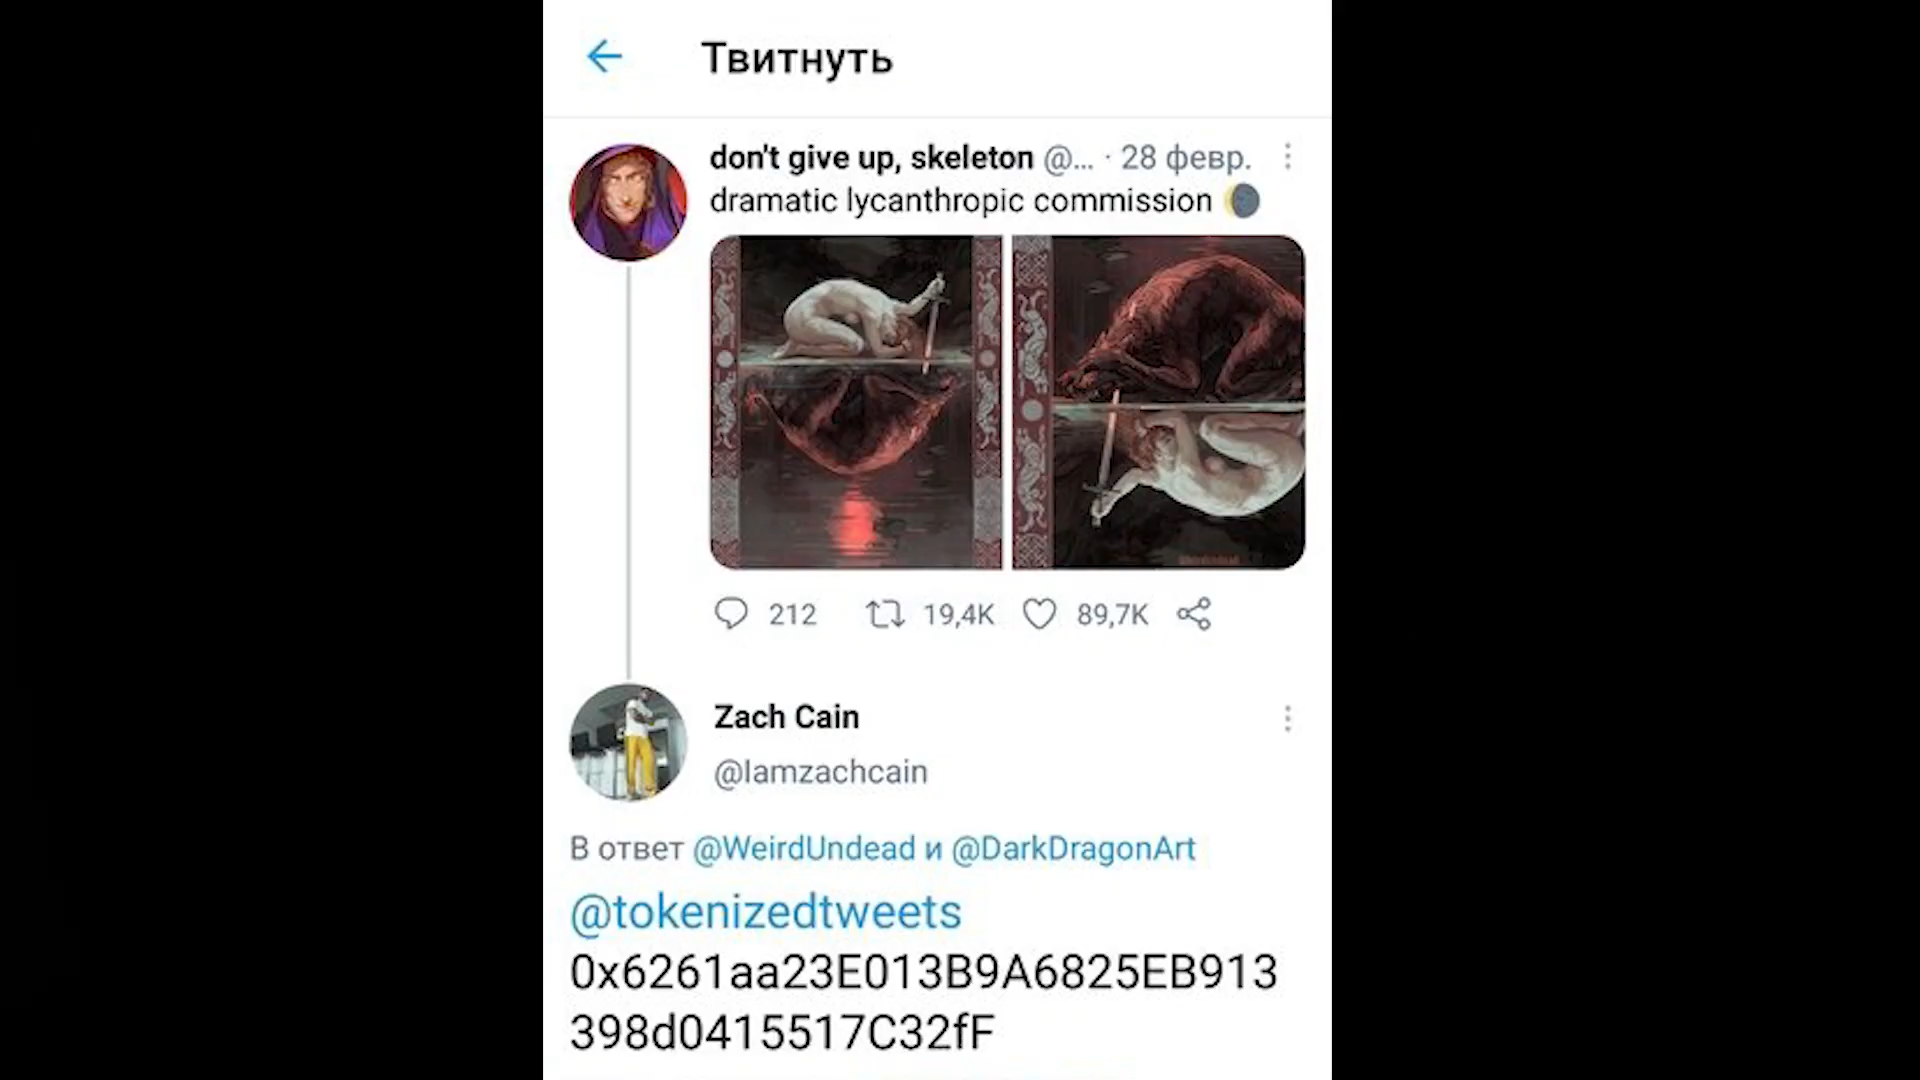 Твитнуть
don't give up, skeleton @... · 28 февр.
dramatic lycanthropic commission
212 19,4K 89,7K
Zach Cain
@Iamzachcain
В ответ @WeirdUndead и @DarkDragonArt
@tokenizedtweets
0x6261aa23E013B9A6825EB913
398d0415517C32fF